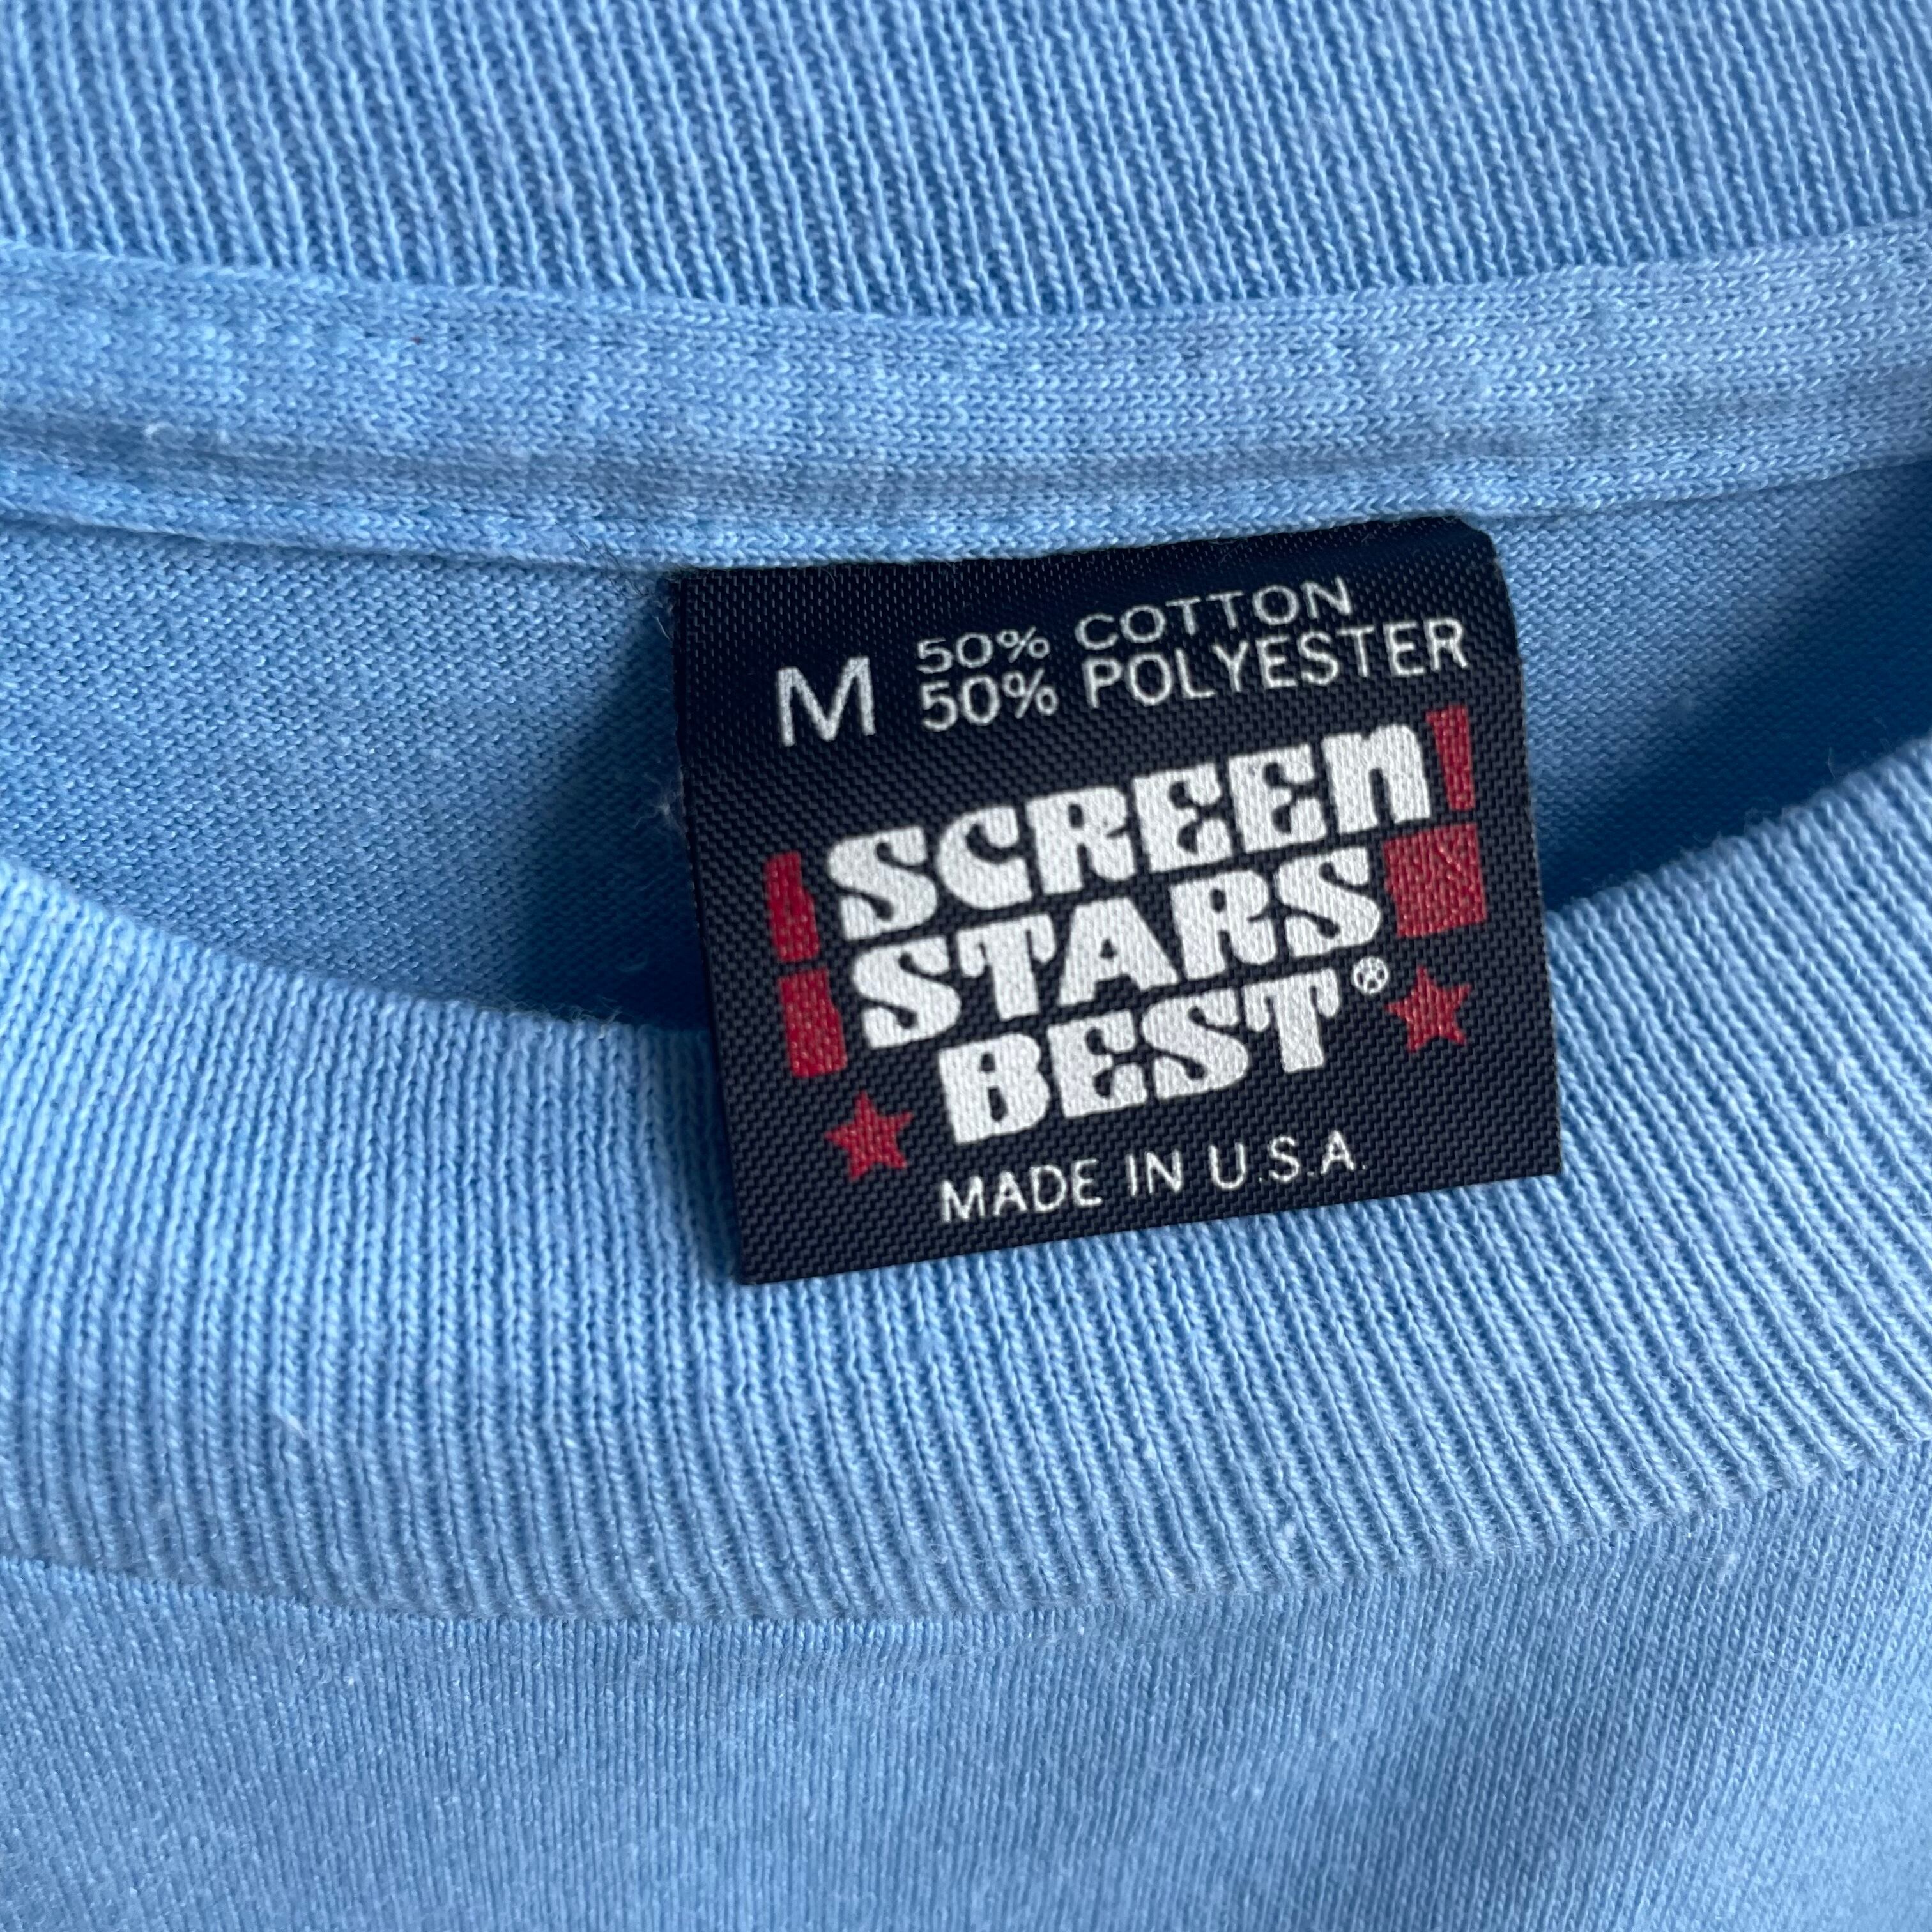 M 50% COTTON
50% POLYESTER
SCREEN
STARS
BEST®
MADE IN U.S.A.